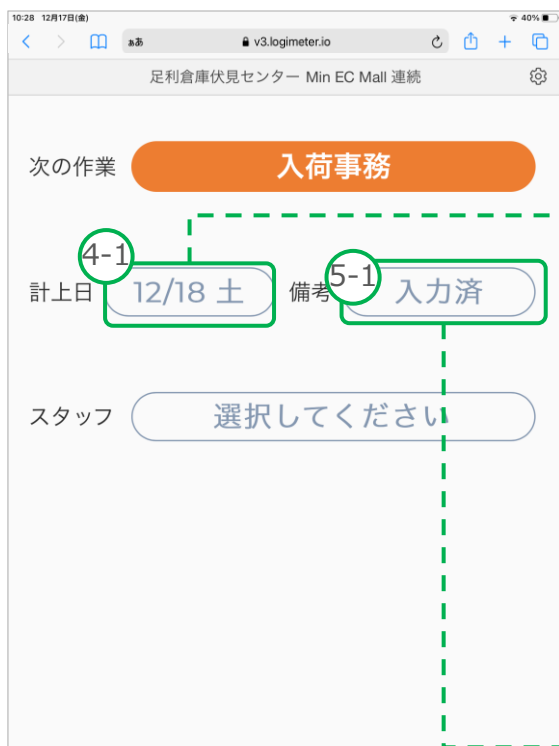 10:28 12月17日(金) 40%
ぁあ v3.logimeter.io
足利倉庫伏見センター Min EC Mall 連続
次の作業 入荷事務
4-1 5-1
計上日 12/18 土 備考 入力済
スタッフ 選択してください